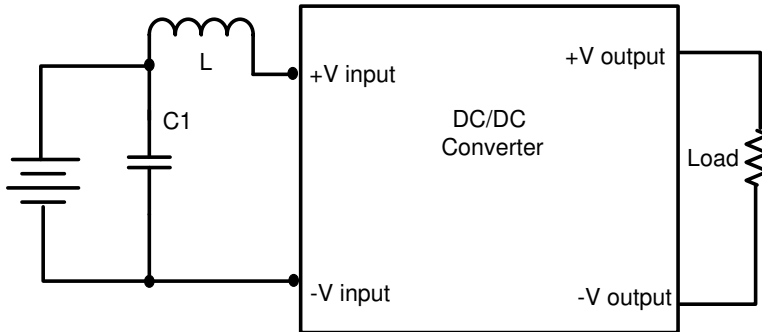 L
+V input
+V output
C1
DC/DC
Converter
Load
-V input
-V output